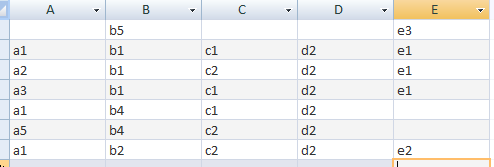 A B C D E
b5 e3
a1 b1 c1 d2 e1
a2 b1 c2 d2 e1
a3 b1 c1 d2 e1
a1 b4 c1 d2
a5 b4 c2 d2
a1 b2 c2 d2 e2